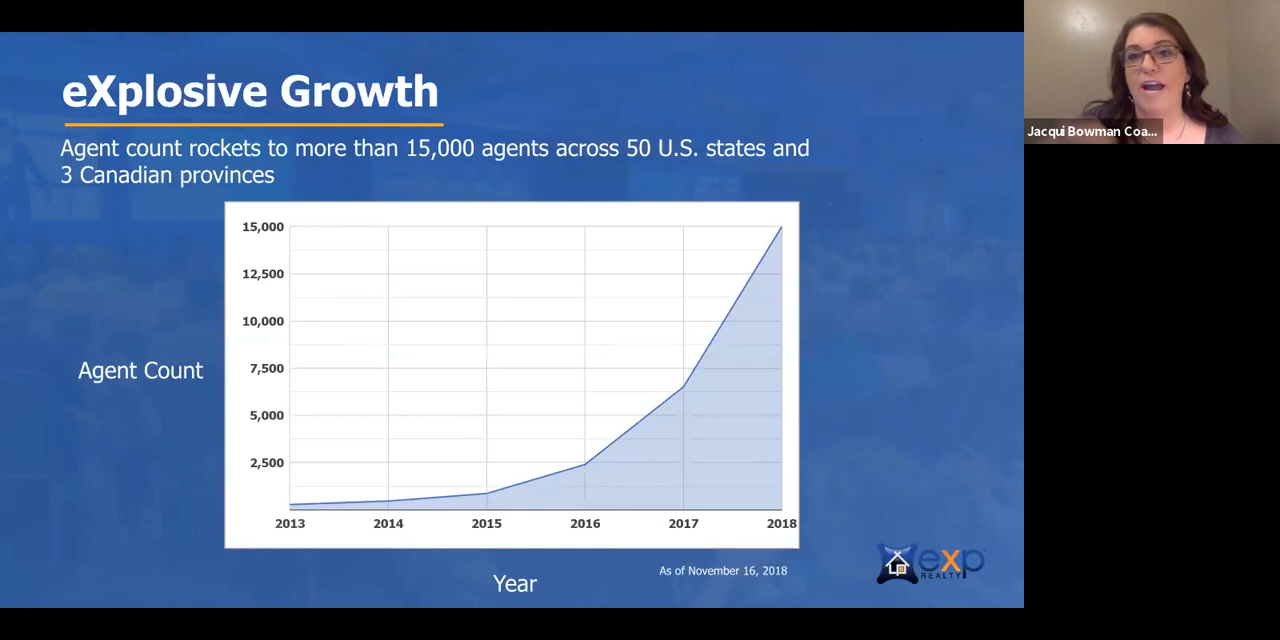 eXplosive Growth
Agent count rockets to more than 15,000 agents across 50 U.S. states and
3 Canadian provinces
Jacqui Bowman Coa...
15,000
12,500
10,000
7,500
5,000
2,500
Agent Count
2013 2014 2015 2016 2017 2018
Year
As of November 16, 2018
exp
REALTY